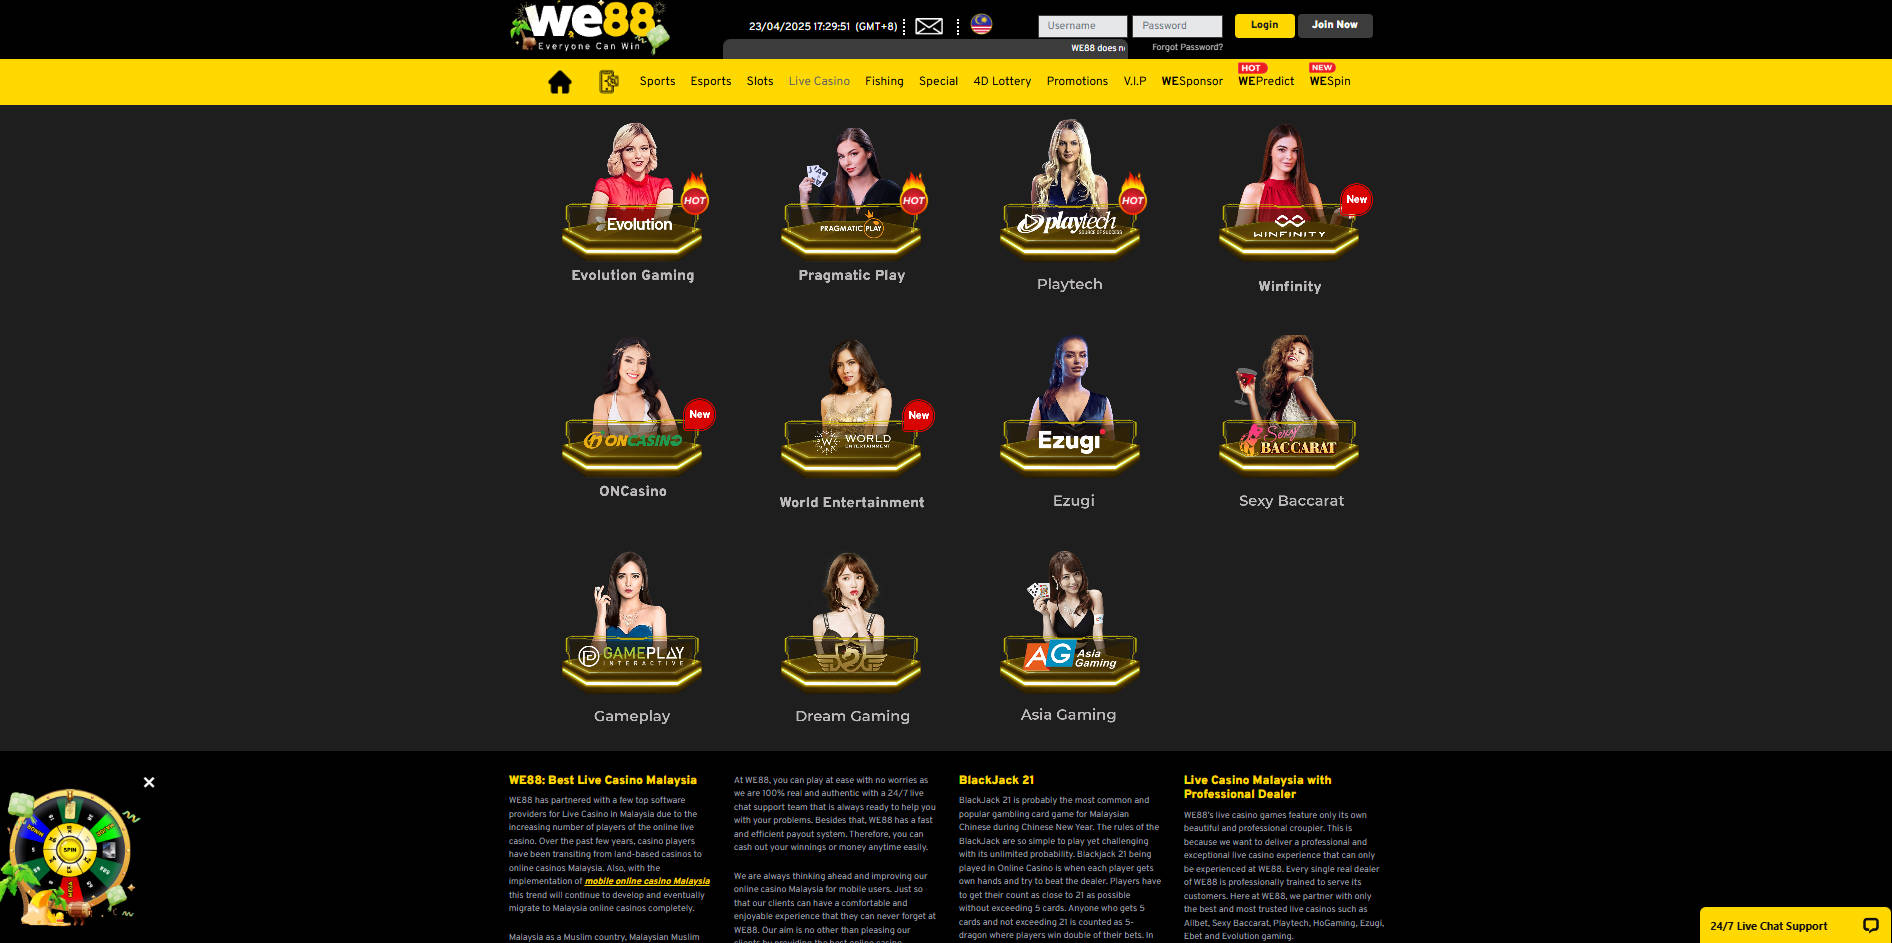 we88
Everyone Can Win
23/04/2025 17:29:51 (GMT+8)
Username
Password
Login
Join Now
WE88 does n
Forgot Password?
HOT
NEW
Sports
Esports
Slots
Live Casino
Fishing
Special
4D Lottery
Promotions
V.I.P
WESponsor
WEPredict
WESpin
HOT
HOT
HOT
New
Evolution
PRAGMATIC PLAY
playtech
SOURCE OF SUCCESS
WINFINITY
Evolution Gaming
Pragmatic Play
Playtech
Winfinity
New
New
ONCASINO
WORLD
ENTERTAINMENT
Ezugi
Sexy
BACCARAT
ONCasino
World Entertainment
Ezugi
Sexy Baccarat
GAMEPLAY
INTERACTIVE
AG Asia
Gaming
Gameplay
Dream Gaming
Asia Gaming
SPIN
WE88: Best Live Casino Malaysia
WE88 has partnered with a few top software
providers for Live Casino in Malaysia due to the
increasing number of players of the online live
casino. Over the past few years, casino players
have been transiting from land-based casinos to
online casinos Malaysia. Also, with the
implementation of mobile online casino Malaysia
this trend will continue to develop and eventually
migrate to Malaysia online casinos completely.
Malaysia as a Muslim country, Malaysian Muslim
At WE88, you can play at ease with no worries as
we are 100% real and authentic with a 24/7 live
chat support team that is always ready to help you
with your problems. Besides that, WE88 has a fast
and efficient payout system. Therefore, you can
cash out your winnings or money anytime easily.
We are always thinking ahead and improving our
online casino Malaysia for mobile users. Just so
that our clients can have a comfortable and
enjoyable experience that they can never forget at
WE88. Our aim is no other than pleasing our
clients by providing the best online casino
BlackJack 21
BlackJack 21 is probably the most common and
popular gambling card game for Malaysian
Chinese during Chinese New Year. The rules of the
BlackJack are so simple to play yet challenging
with its unlimited probability. Blackjack 21 being
played in Online Casino is when each player gets
own hands and try to beat the dealer. Players have
to get their count as close to 21 as possible
without exceeding 5 cards. Anyone who gets 5
cards and not exceeding 21 is counted as 5-
dragon where players win double of their bets. In
Live Casino Malaysia with
Professional Dealer
WE88's live casino games feature only its own
beautiful and professional croupier. This is
because we want to deliver a professional and
exceptional live casino experience that can only
be experienced at WE88. Every single real dealer
of WE88 is professionally trained to serve its
customers. Here at WE88, we partner with only
the best and most trusted live casinos such as
Allbet, Sexy Baccarat, Playtech, HoGaming, Ezugi,
Ebet and Evolution gaming.
24/7 Live Chat Support